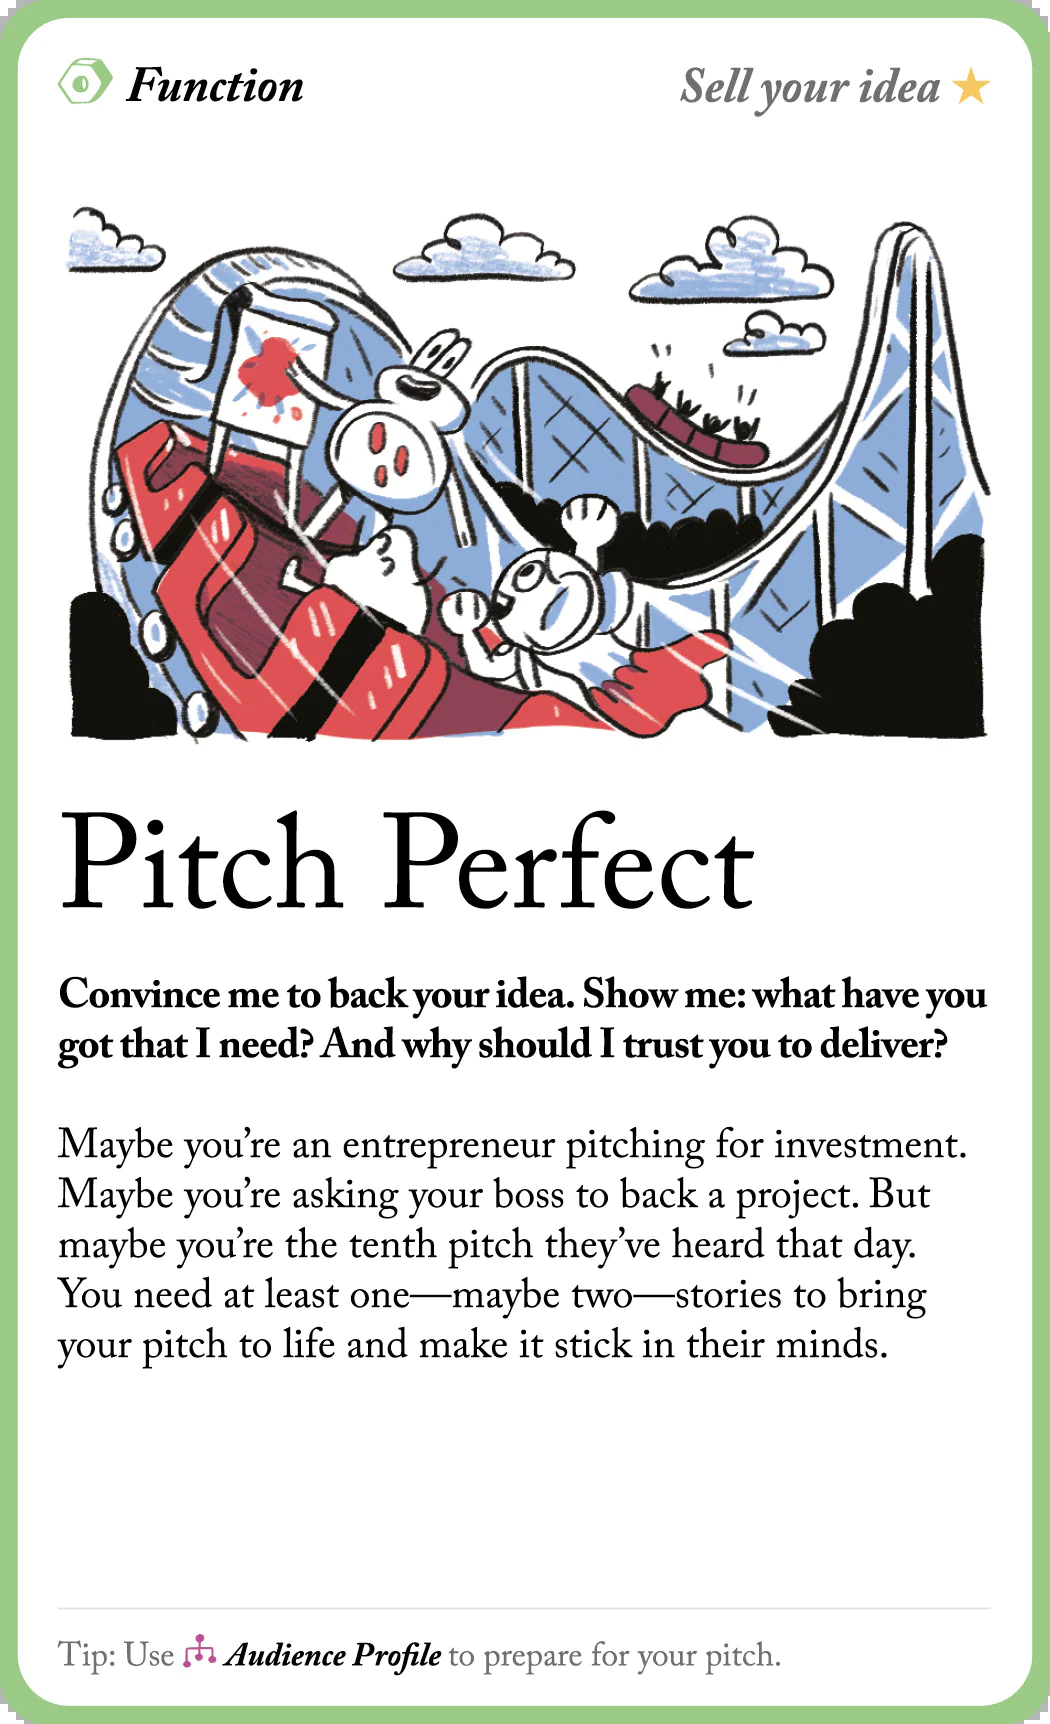 Function
Sell your idea
Pitch Perfect
Convince me to back your idea. Show me: what have you
got that I need? And why should I trust you to deliver?
Maybe you’re an entrepreneur pitching for investment.
Maybe you’re asking your boss to back a project. But
maybe you’re the tenth pitch they’ve heard that day.
You need at least one—maybe two—stories to bring
your pitch to life and make it stick in their minds.
Tip: Use Audience Profile to prepare for your pitch.